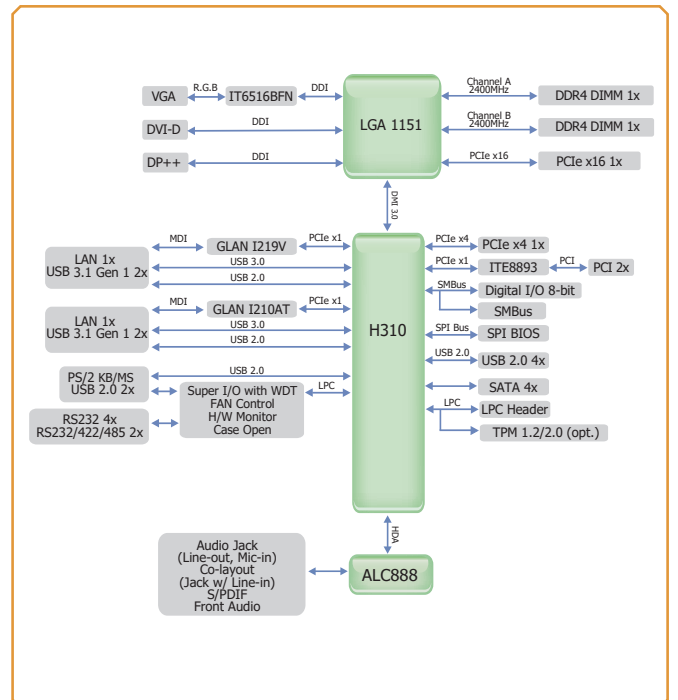 VGA
R.G.B
IT6516BFN
DDI
DVI-D
DDI
DP++
DDI
LGA 1151
Channel A
2400MHz
DDR4 DIMM 1x
Channel B
2400MHz
DDR4 DIMM 1x
PCIe x16
PCIe x16 1x
DMI 3.0
LAN 1x
USB 3.1 Gen 1 2x
MDI
GLAN I219V
PCIe x1
USB 3.0
USB 2.0
LAN 1x
USB 3.1 Gen 1 2x
MDI
GLAN I210AT
PCIe x1
USB 3.0
USB 2.0
PS/2 KB/MS
USB 2.0 2x
USB 2.0
Super I/O with WDT
FAN Control
H/W Monitor
Case Open
LPC
RS232 4x
RS232/422/485 2x
H310
PCIe x4
PCIe x4 1x
PCIe x1
ITE8893
PCI
PCI 2x
SMBus
Digital I/O 8-bit
SMBus
SPI Bus
SPI BIOS
USB 2.0
USB 2.0 4x
SATA 4x
LPC
LPC Header
TPM 1.2/2.0 (opt.)
HDA
Audio Jack
(Line-out, Mic-in)
Co-layout
(Jack w/ Line-in)
S/PDIF
Front Audio
ALC888